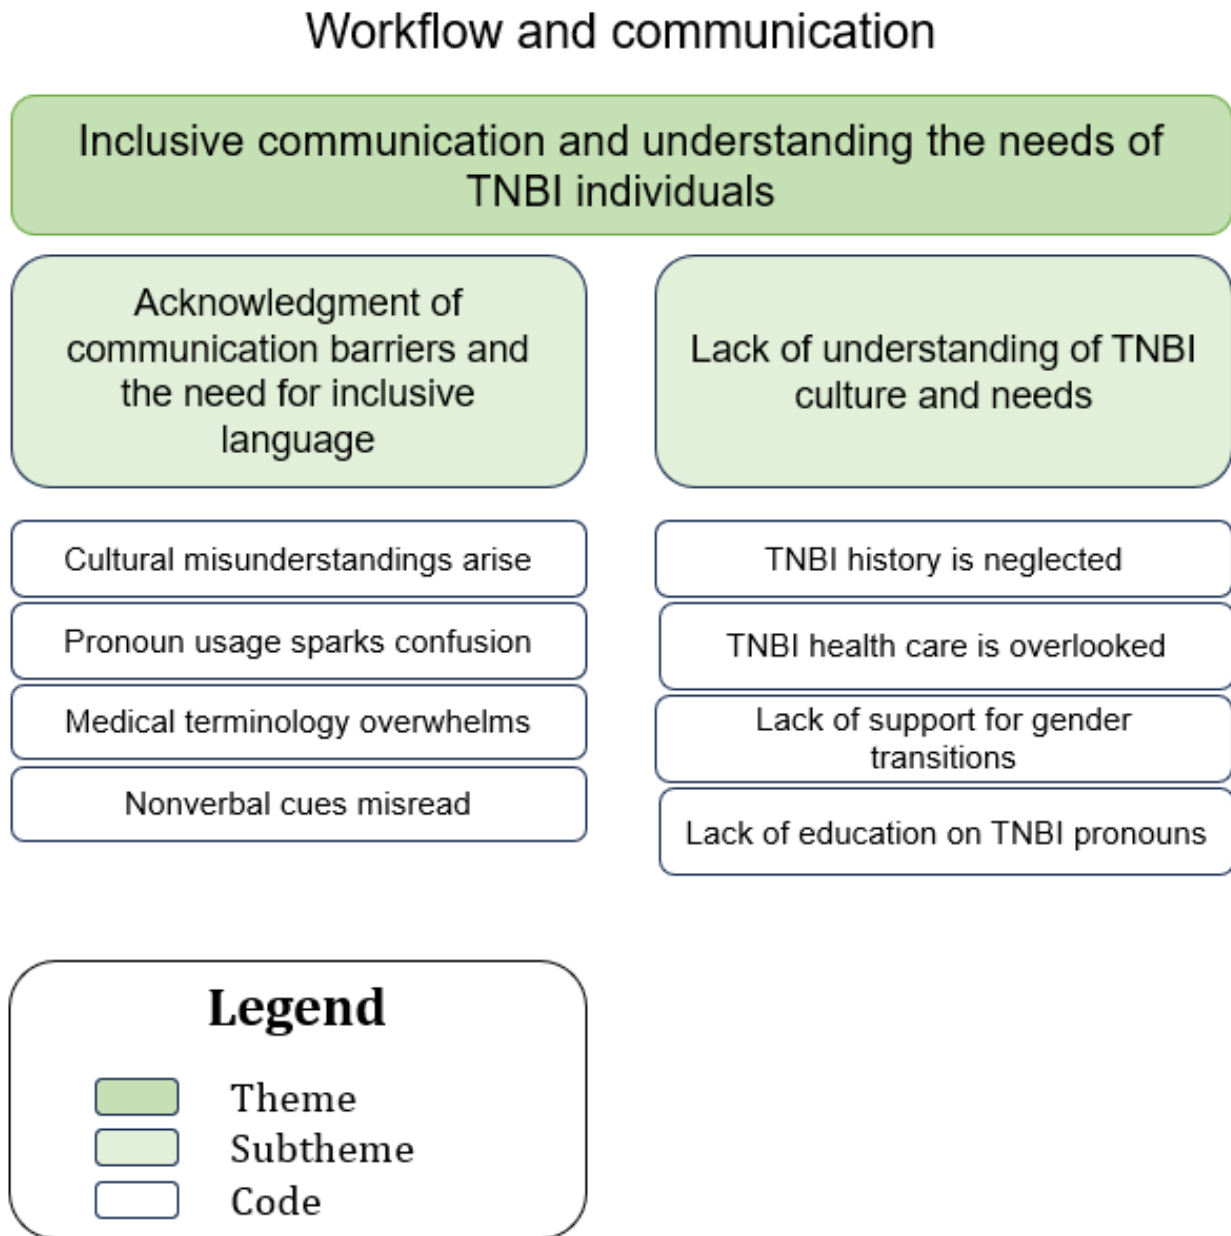 Workflow and communication
Inclusive communication and understanding the needs of
TNBI individuals
Acknowledgment of
communication barriers and
the need for inclusive
language
Lack of understanding of TNBI
culture and needs
Cultural misunderstandings arise
Pronoun usage sparks confusion
Medical terminology overwhelms
Nonverbal cues misread
TNBI history is neglected
TNBI health care is overlooked
Lack of support for gender
transitions
Lack of education on TNBI pronouns
Legend
Theme
Subtheme
Code